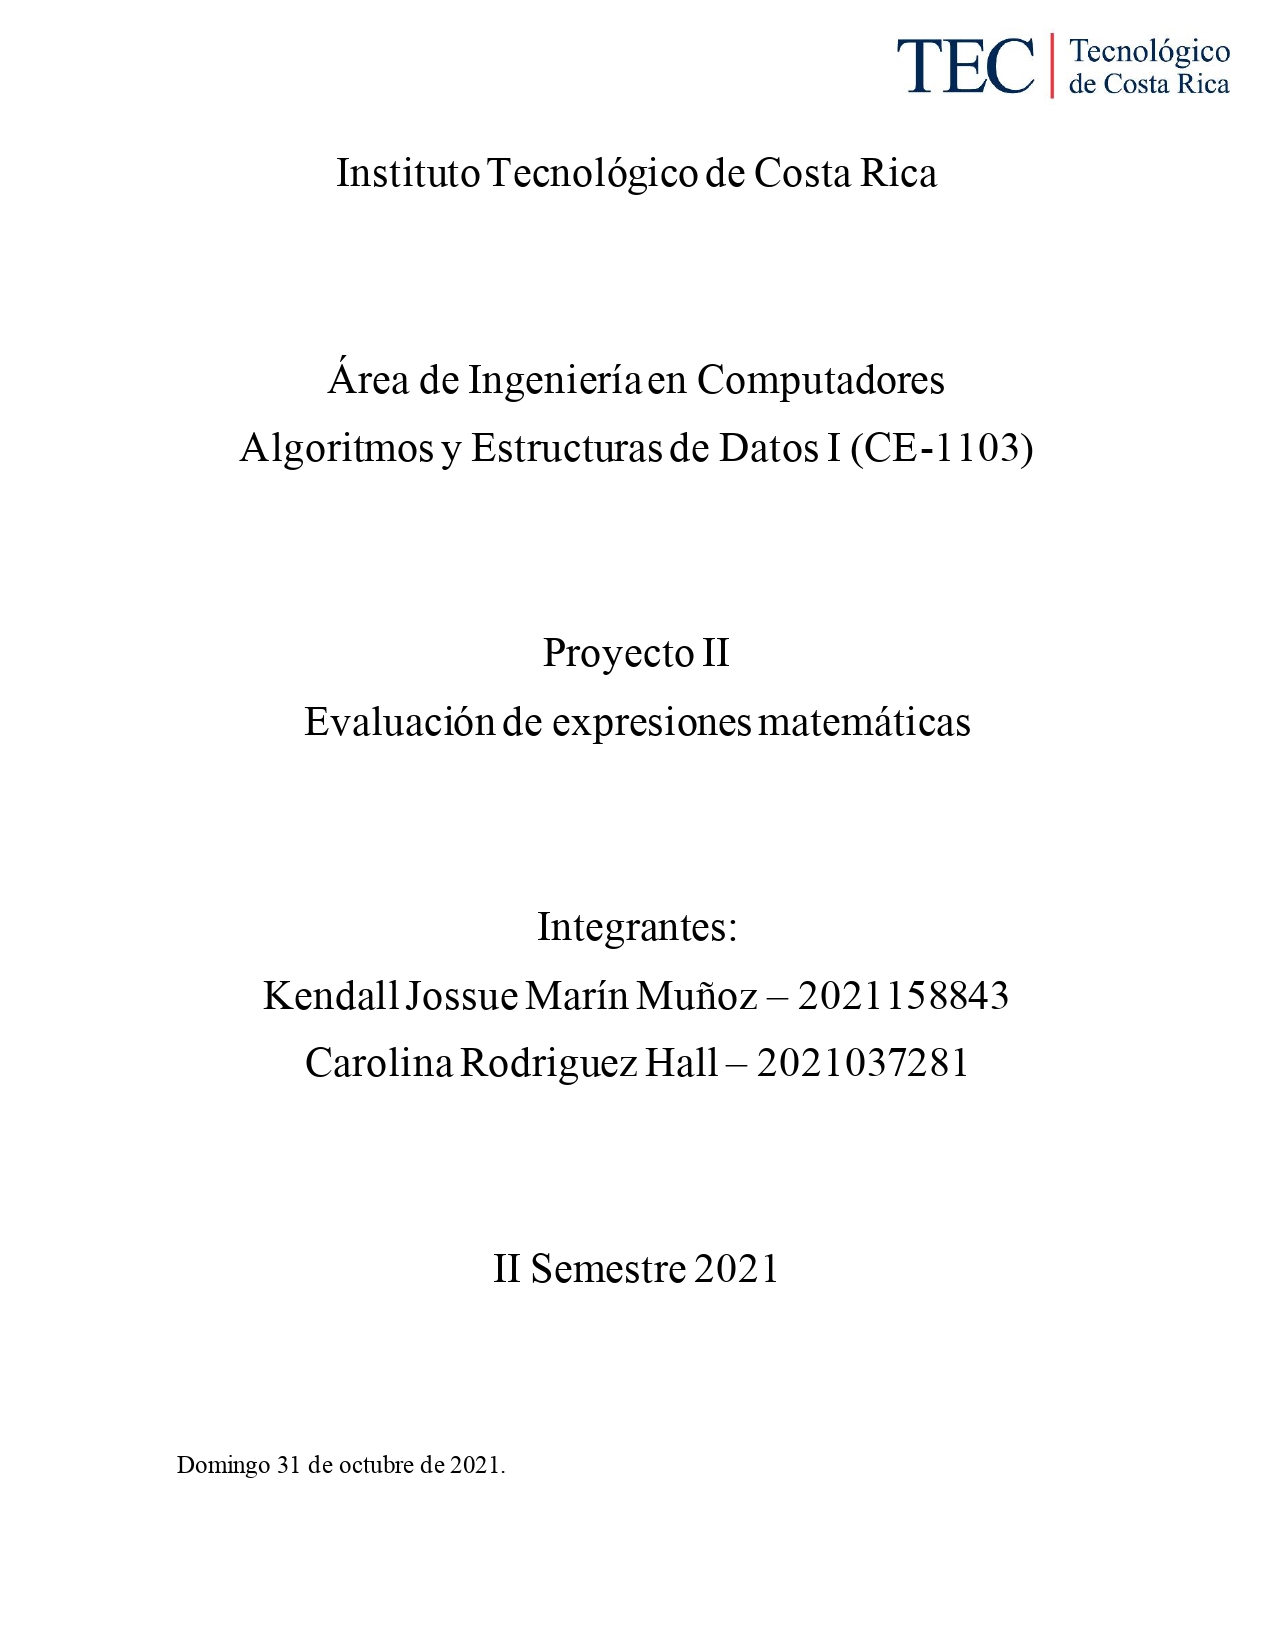 TEC
Tecnológico
de Costa Rica
Instituto Tecnológico de Costa Rica
Área de Ingeniería en Computadores
Algoritmos y Estructuras de Datos I (CE-1103)
Proyecto II
Evaluación de expresiones matemáticas
Integrantes:
Kendall Jossue Marín Muñoz – 2021158843
Carolina Rodriguez Hall – 2021037281
II Semestre 2021
Domingo 31 de octubre de 2021.